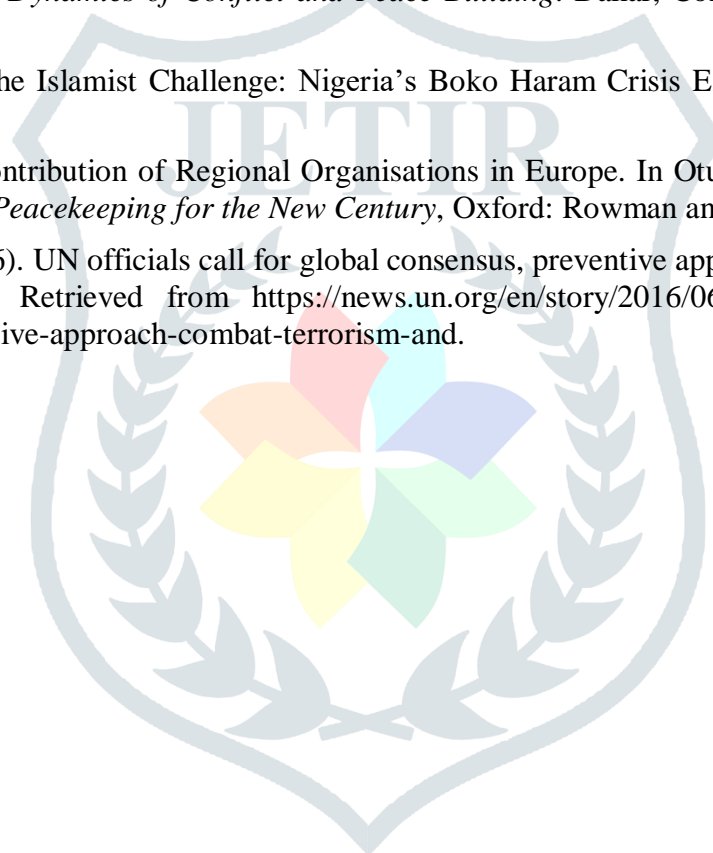 Dynamics of Conflict and Peace Building
he Islamist Challenge: Nigeria’s Boko Haram Crisis E
ontribution of Regional Organisations in Europe. In Otu
Peacekeeping for the New Century, Oxford: Rowman an
6). UN officials call for global consensus, preventive app
Retrieved from https://news.un.org/en/story/2016/06
ive-approach-combat-terrorism-and.
JETIR